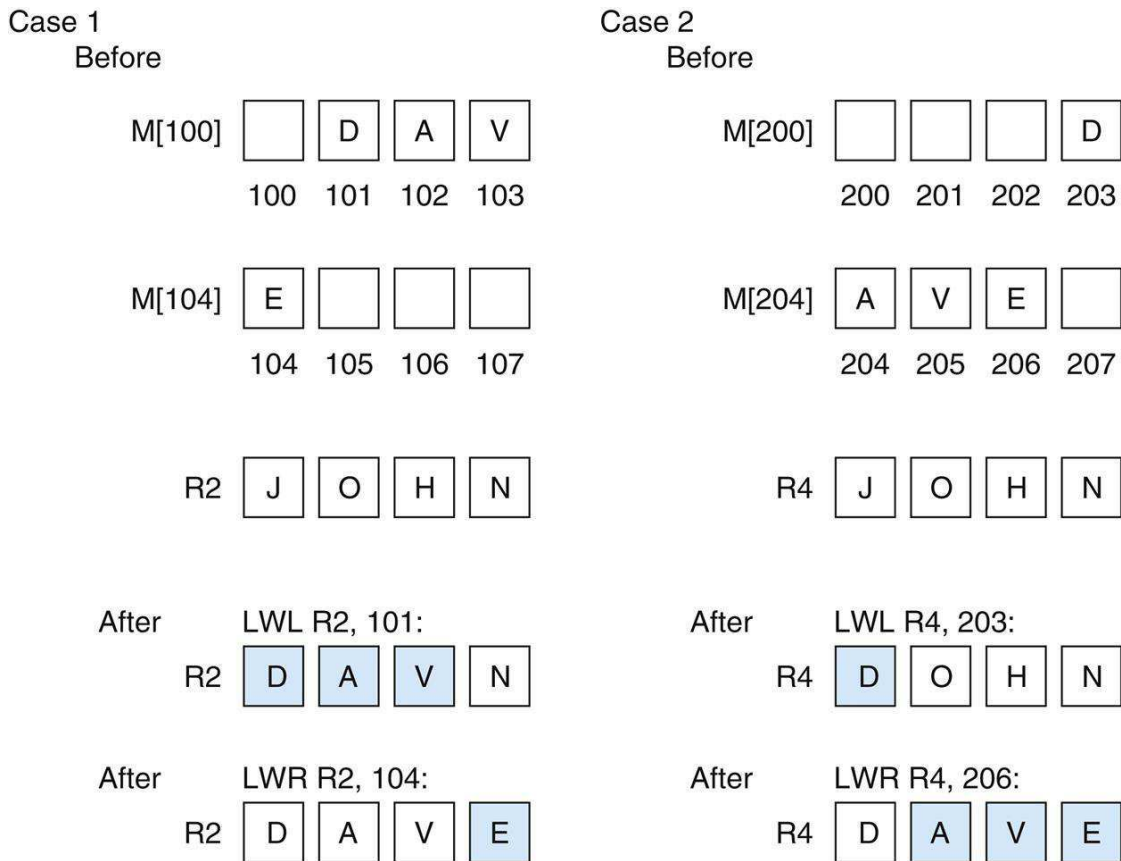 Case 1
Before
M[100] D A V
100 101 102 103
M[104] E
104 105 106 107
R2 J O H N
After LWL R2, 101:
R2 D A V N
After LWR R2, 104:
R2 D A V E
Case 2
Before
M[200] D
200 201 202 203
M[204] A V E
204 205 206 207
R4 J O H N
After LWL R4, 203:
R4 D O H N
After LWR R4, 206:
R4 D A V E